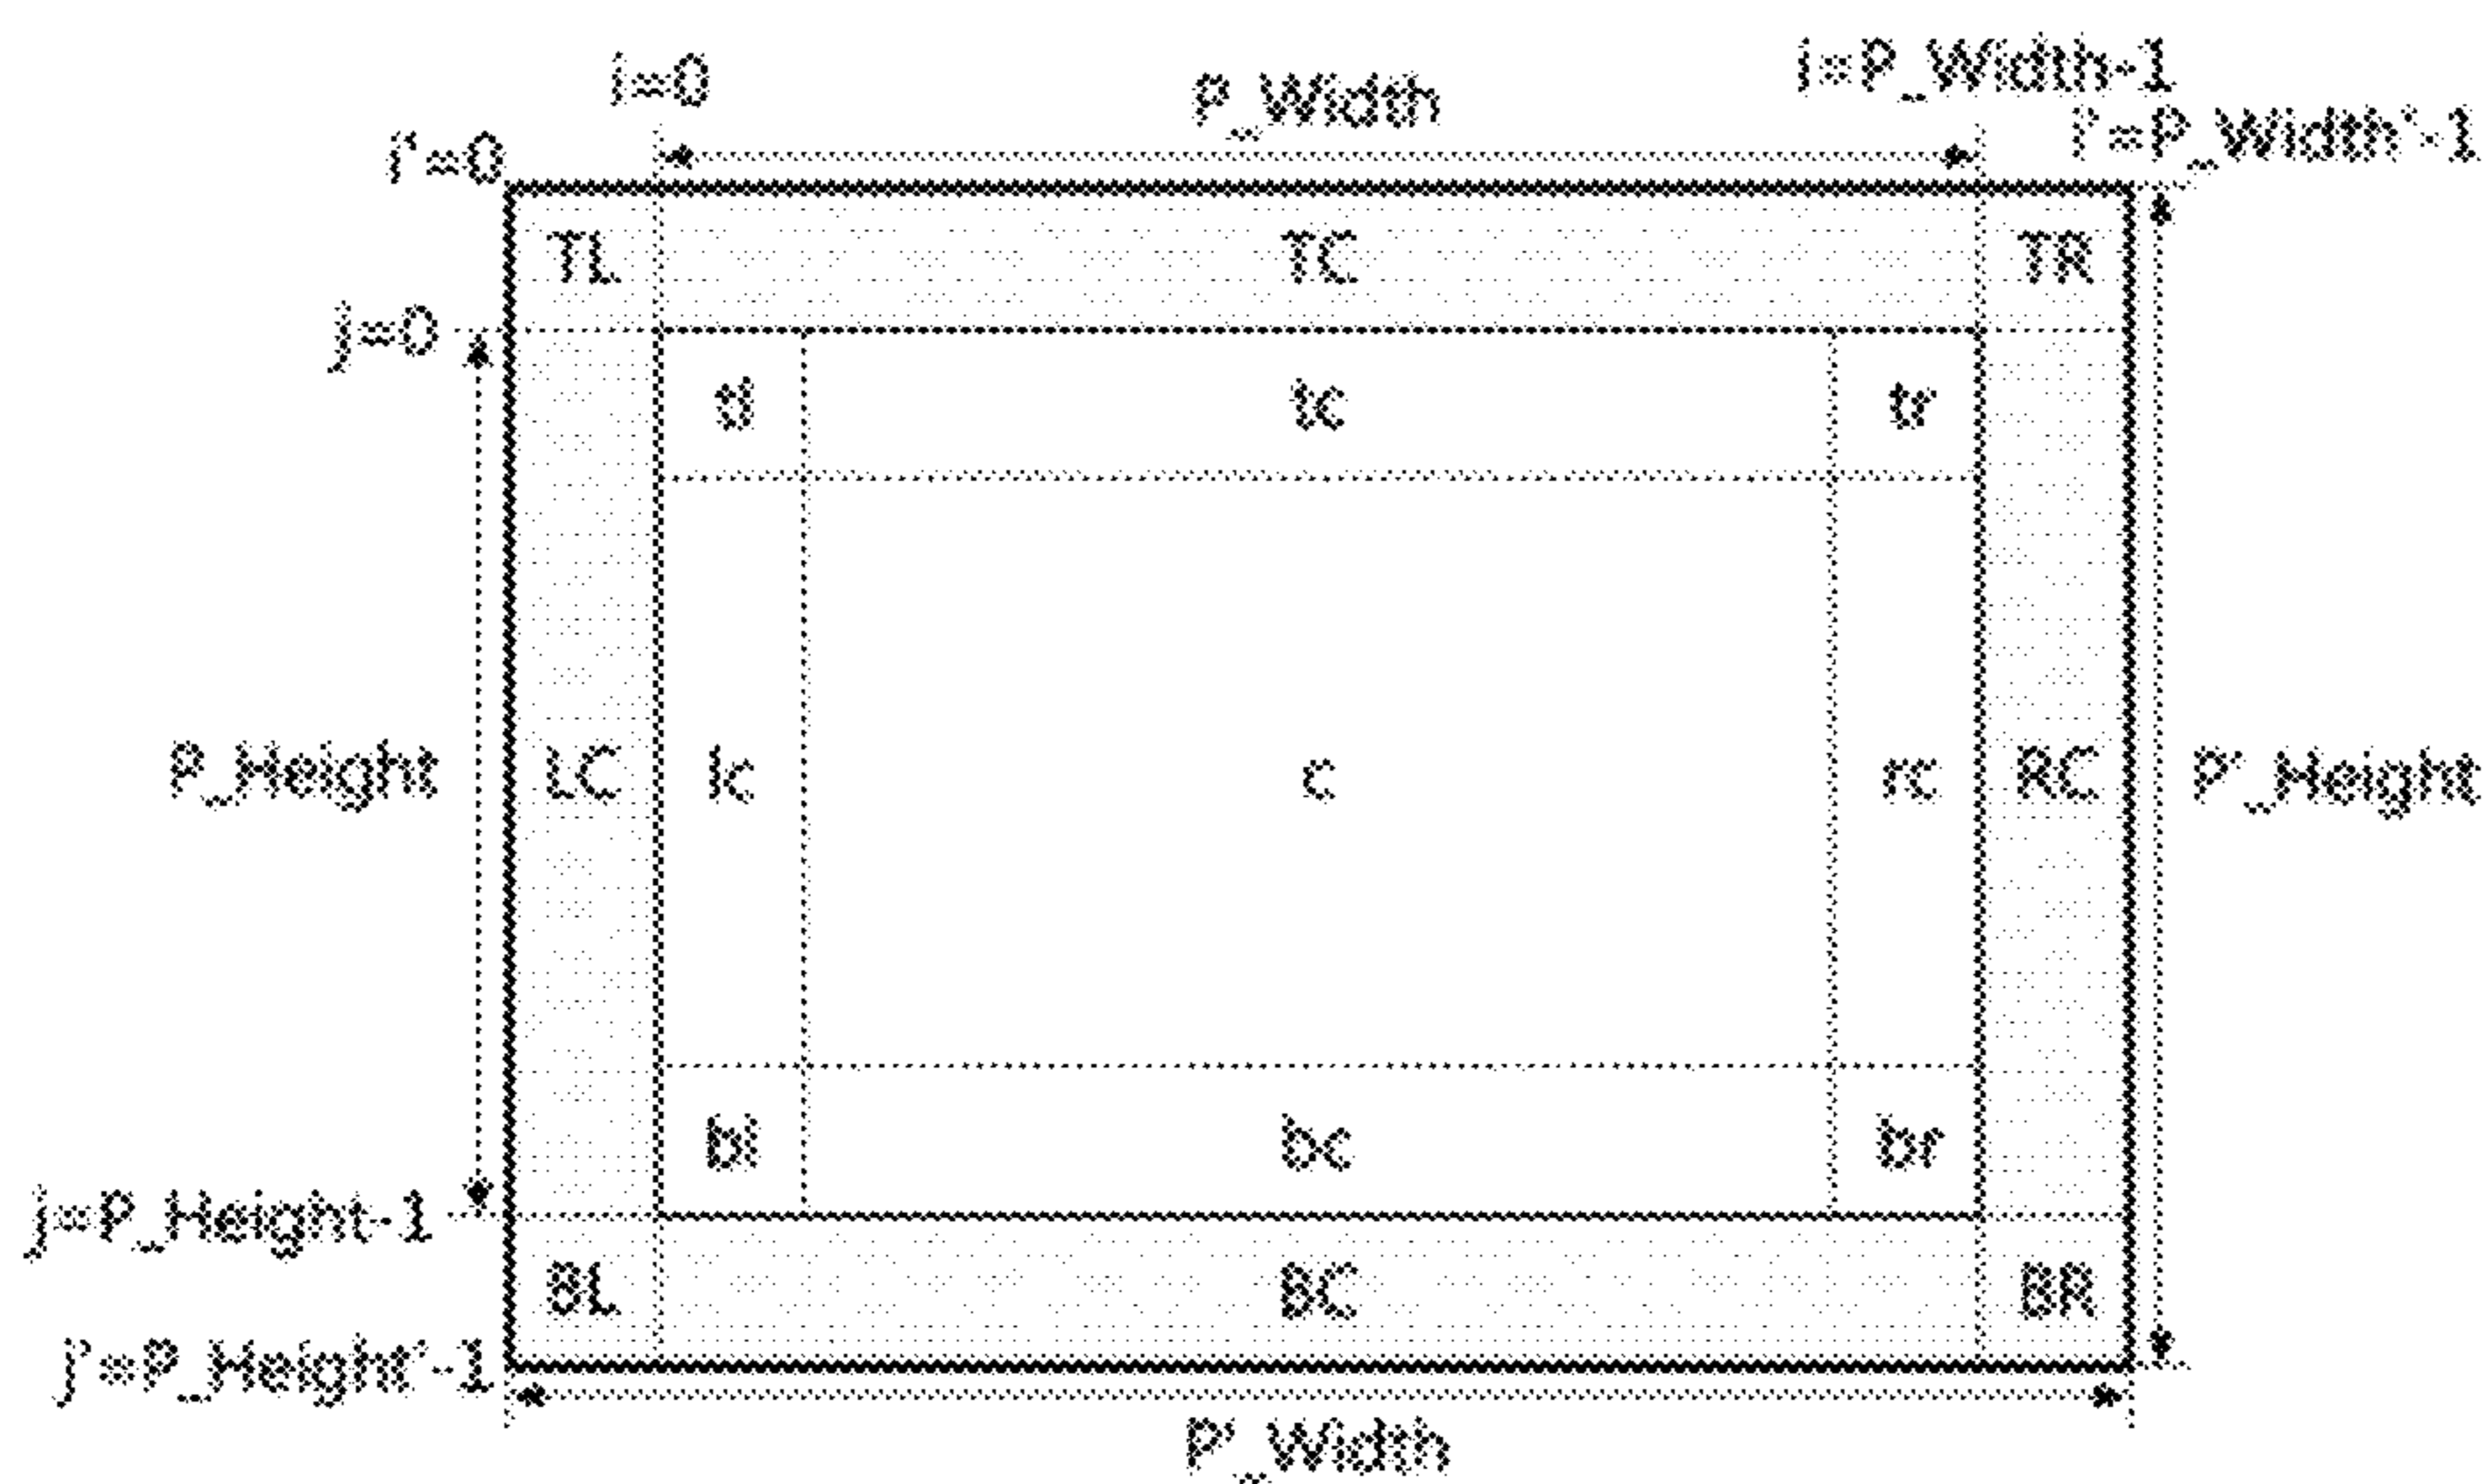 i=0
P_Width
i=P_Width-1
i'=0
i'=P_Width'-1
TL
TC
TR
j=0
tl
tc
tr
P_Height
LC
lc
c
rc
RC
P'_Height
bl
bc
br
j=P_Height-1
BL
BC
BR
j'=P_Height'-1
P'_Width